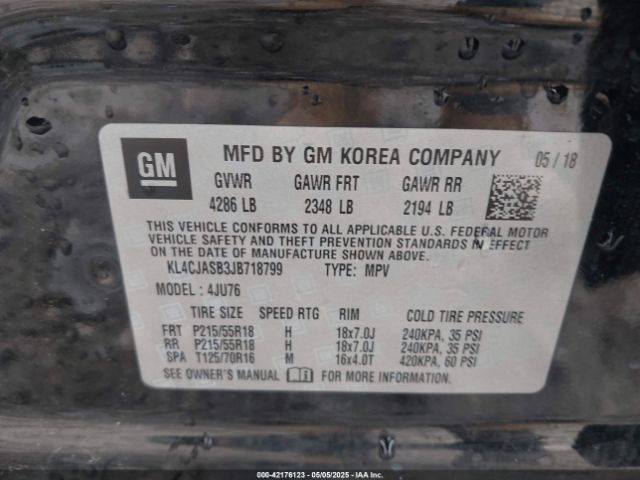 GM MFD BY GM KOREA COMPANY 05 / 18
GVWR GAWR FRT GAWR RR
4286 LB 2348 LB 2194 LB
THIS VEHICLE CONFORMS TO ALL APPLICABLE U.S. FEDERAL MOTOR
VEHICLE SAFETY AND THEFT PREVENTION STANDARDS IN EFFECT
ON THE DATE OF MANUFACTURE SHOWN ABOVE.
KL4CJASB3JB718799 TYPE: MPV
MODEL: 4JU76
TIRE SIZE SPEED RTG RIM COLD TIRE PRESSURE
FRT P215/55R18 H 18x7.0J 240KPA, 35 PSI
RR P215/55R18 H 18x7.0J 240KPA, 35 PSI
SPA T125/70R16 M 16x4.0T 420KPA, 60 PSI
SEE OWNER'S MANUAL FOR MORE INFORMATION.
000-42176123 - 05/05/2025 - IAA Inc.